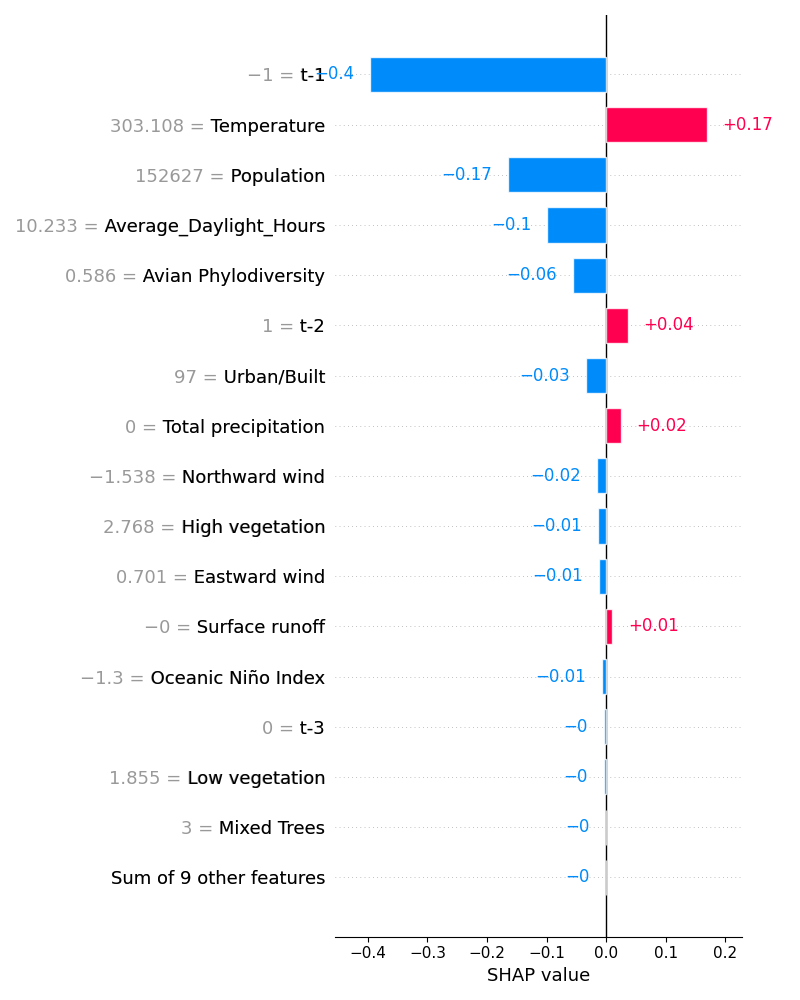 −1 = t-1 −0.4
303.108 = Temperature +0.17
152627 = Population −0.17
10.233 = Average_Daylight_Hours −0.1
0.586 = Avian Phylodiversity −0.06
1 = t-2 +0.04
97 = Urban/Built −0.03
0 = Total precipitation +0.02
−1.538 = Northward wind −0.02
2.768 = High vegetation −0.01
0.701 = Eastward wind −0.01
−0 = Surface runoff +0.01
−1.3 = Oceanic Niño Index −0.01
0 = t-3 −0
1.855 = Low vegetation −0
3 = Mixed Trees −0
Sum of 9 other features −0
−0.4 −0.3 −0.2 −0.1 0.0 0.1 0.2
SHAP value